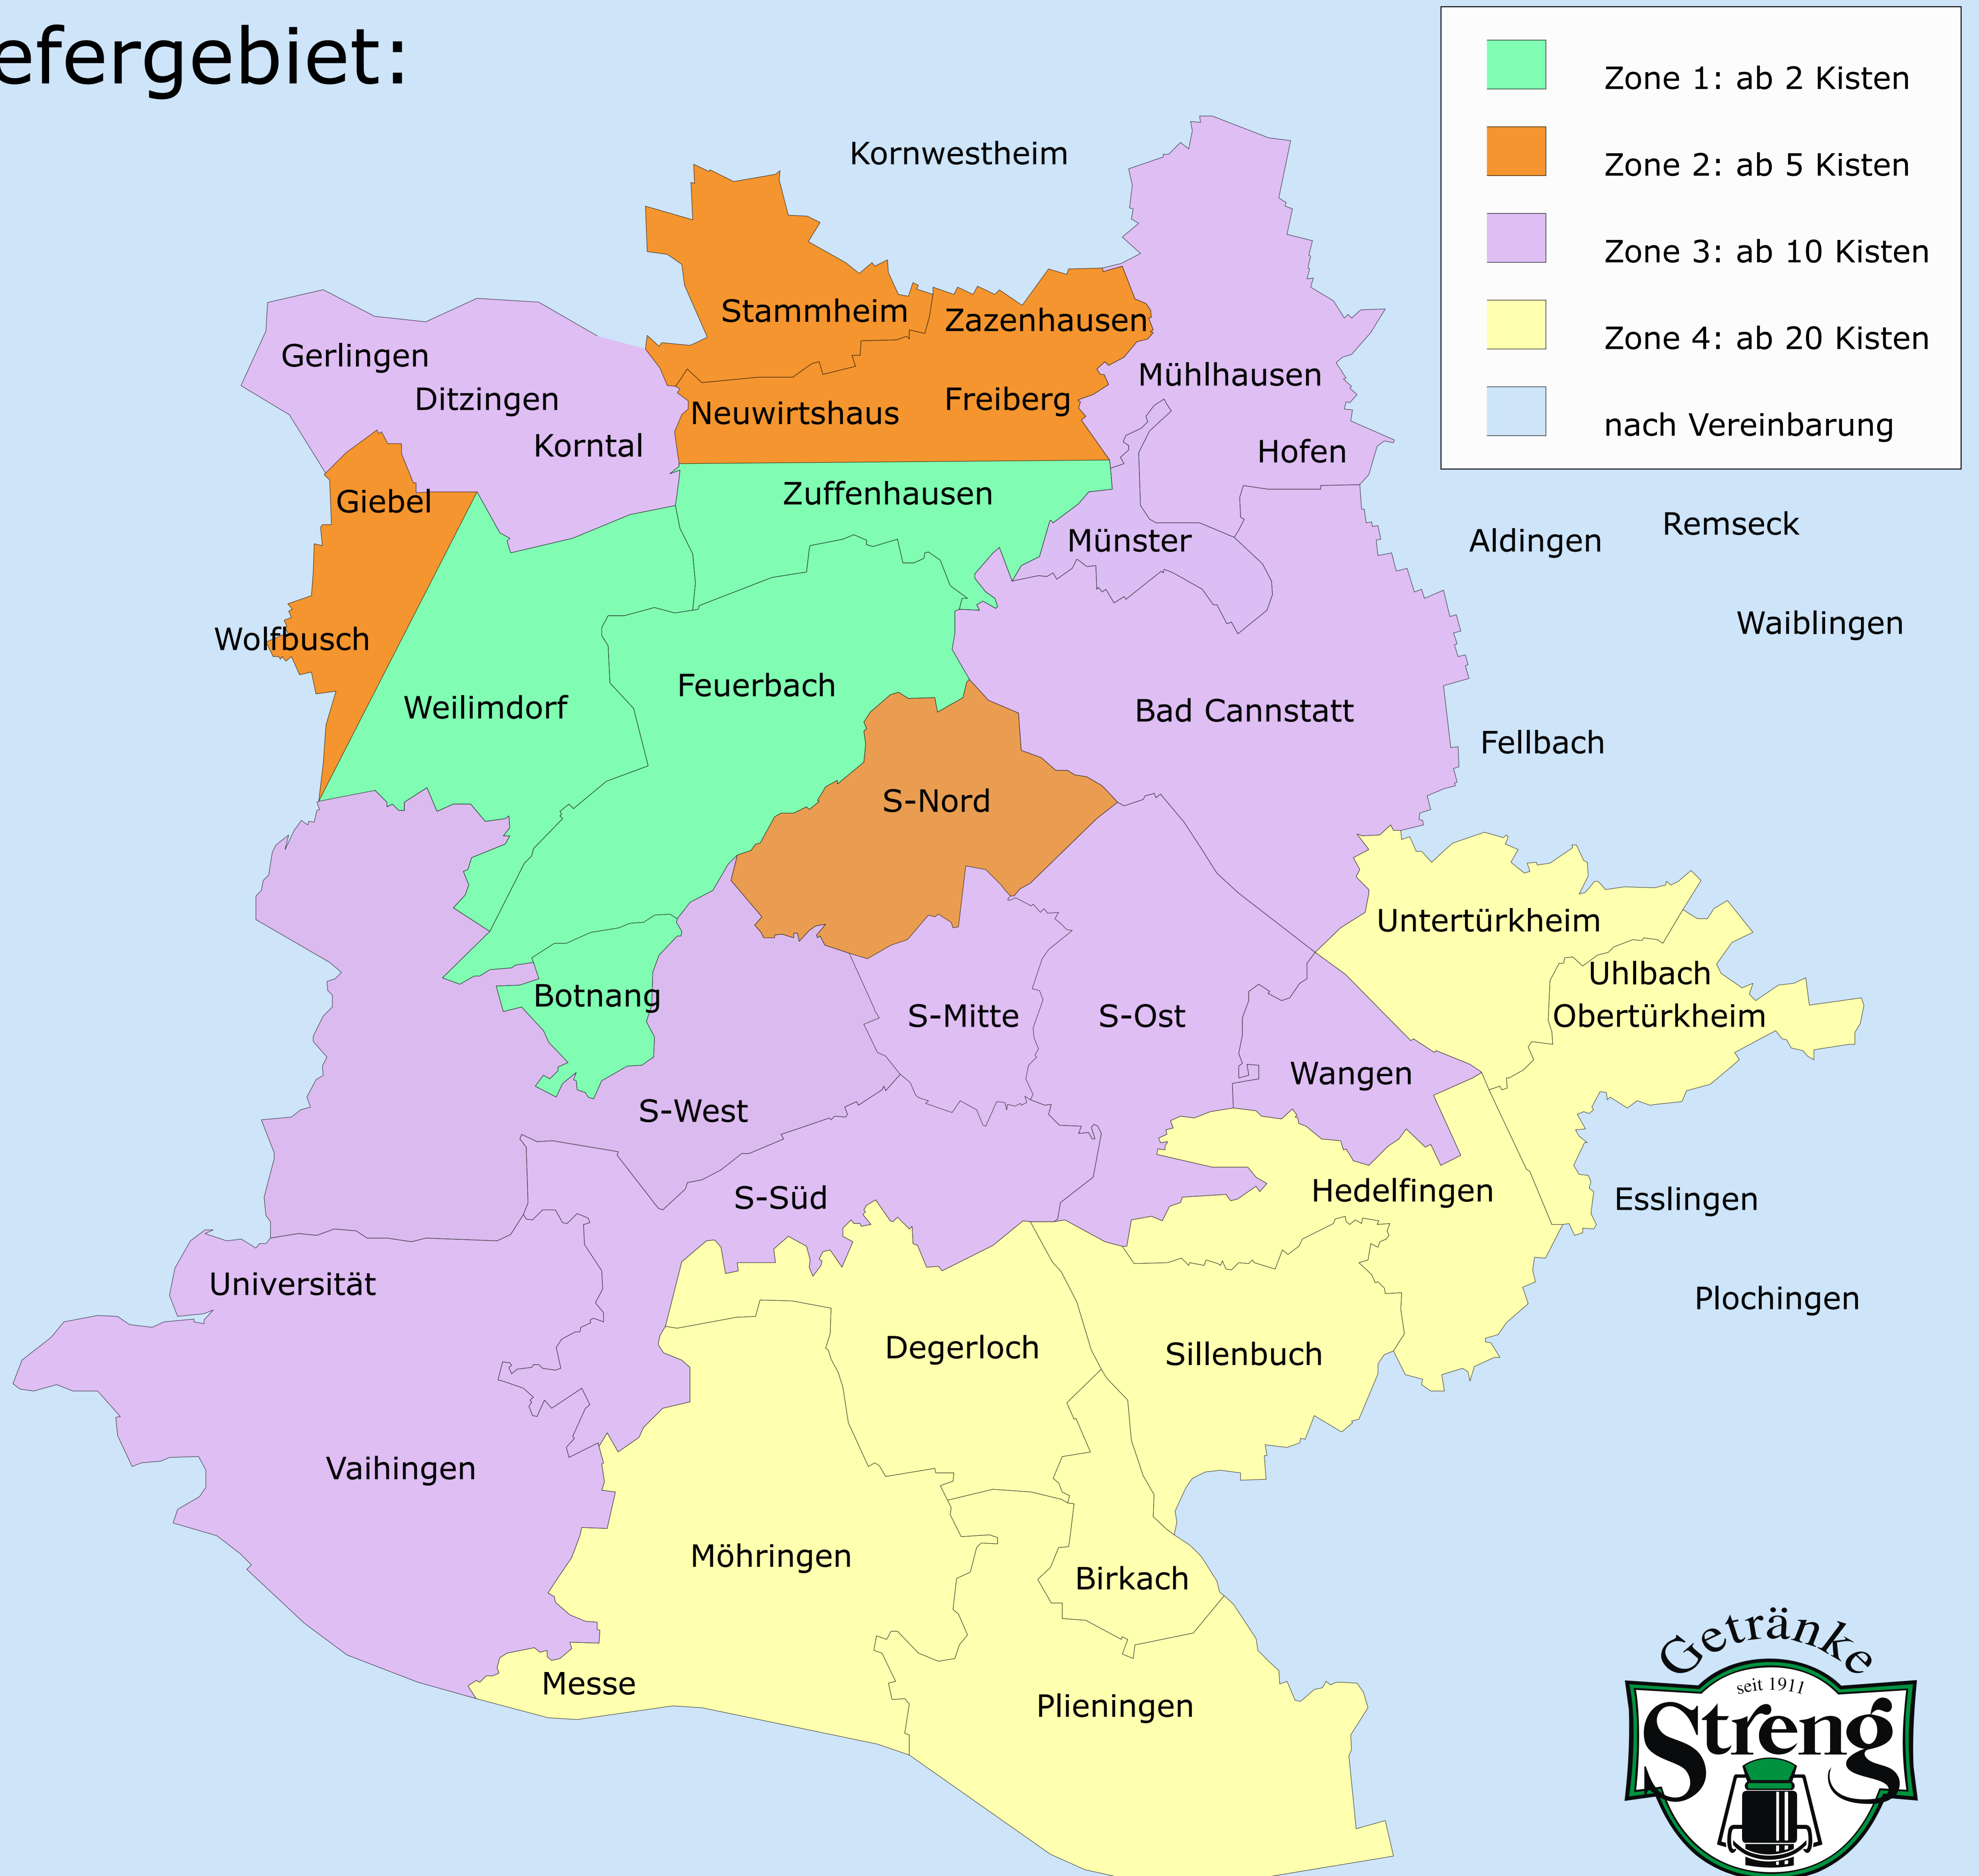 efergebiet:
Zone 1: ab 2 Kisten
Zone 2: ab 5 Kisten
Zone 3: ab 10 Kisten
Zone 4: ab 20 Kisten
nach Vereinbarung
Kornwestheim
Stammheim
Zazenhausen
Gerlingen
Ditzingen
Korntal
Neuwirtshaus
Freiberg
Mühlhausen
Hofen
Giebel
Zuffenhausen
Münster
Aldingen
Remseck
Waiblingen
Wolfbusch
Weilimdorf
Feuerbach
Bad Cannstatt
Fellbach
S-Nord
Untertürkheim
Uhlbach
Obertürkheim
Botnang
S-Mitte
S-Ost
Wangen
S-West
S-Süd
Hedelfingen
Esslingen
Universität
Plochingen
Degerloch
Sillenbuch
Vaihingen
Möhringen
Birkach
Messe
Plieningen
Getränke
seit 1911
Streng